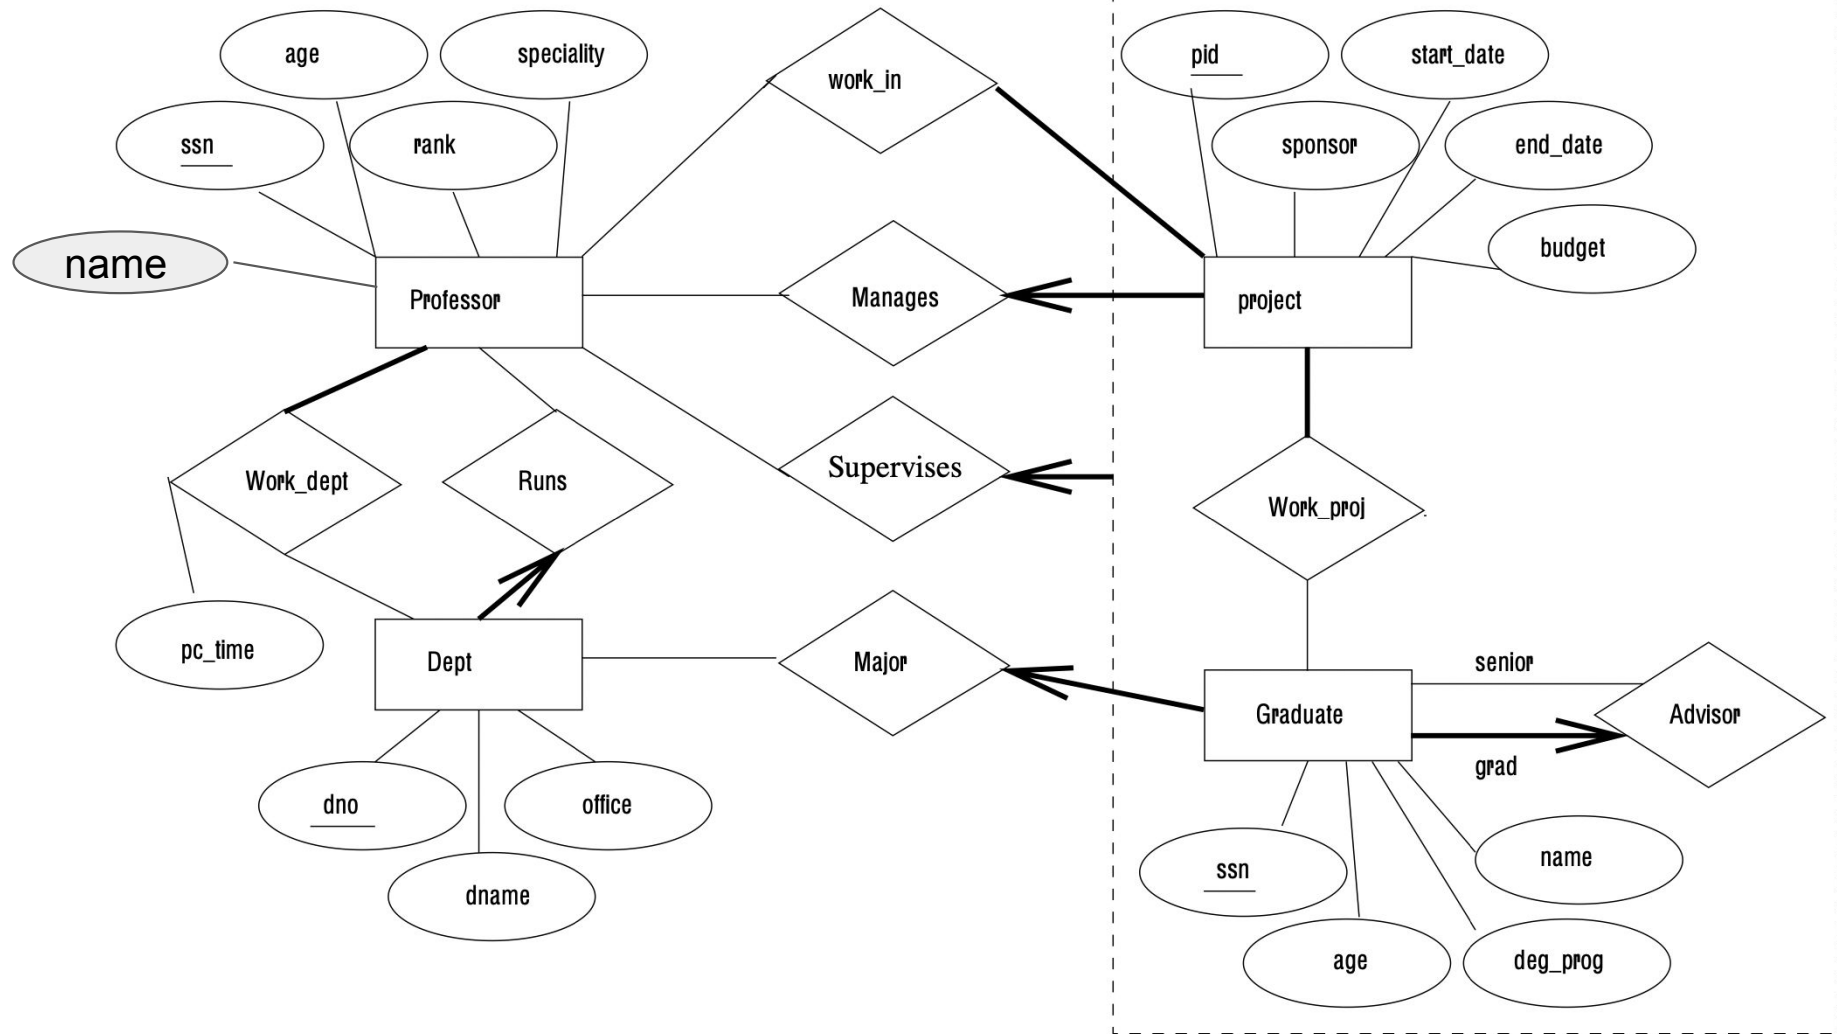 age
speciality
work_in
pid
start_date
ssn
rank
sponsor
end_date
name
budget
Professor
Manages
project
Work_dept
Runs
Supervises
Work_proj
pc_time
Dept
Major
senior
Graduate
Advisor
grad
dno
office
name
ssn
dname
age
deg_prog